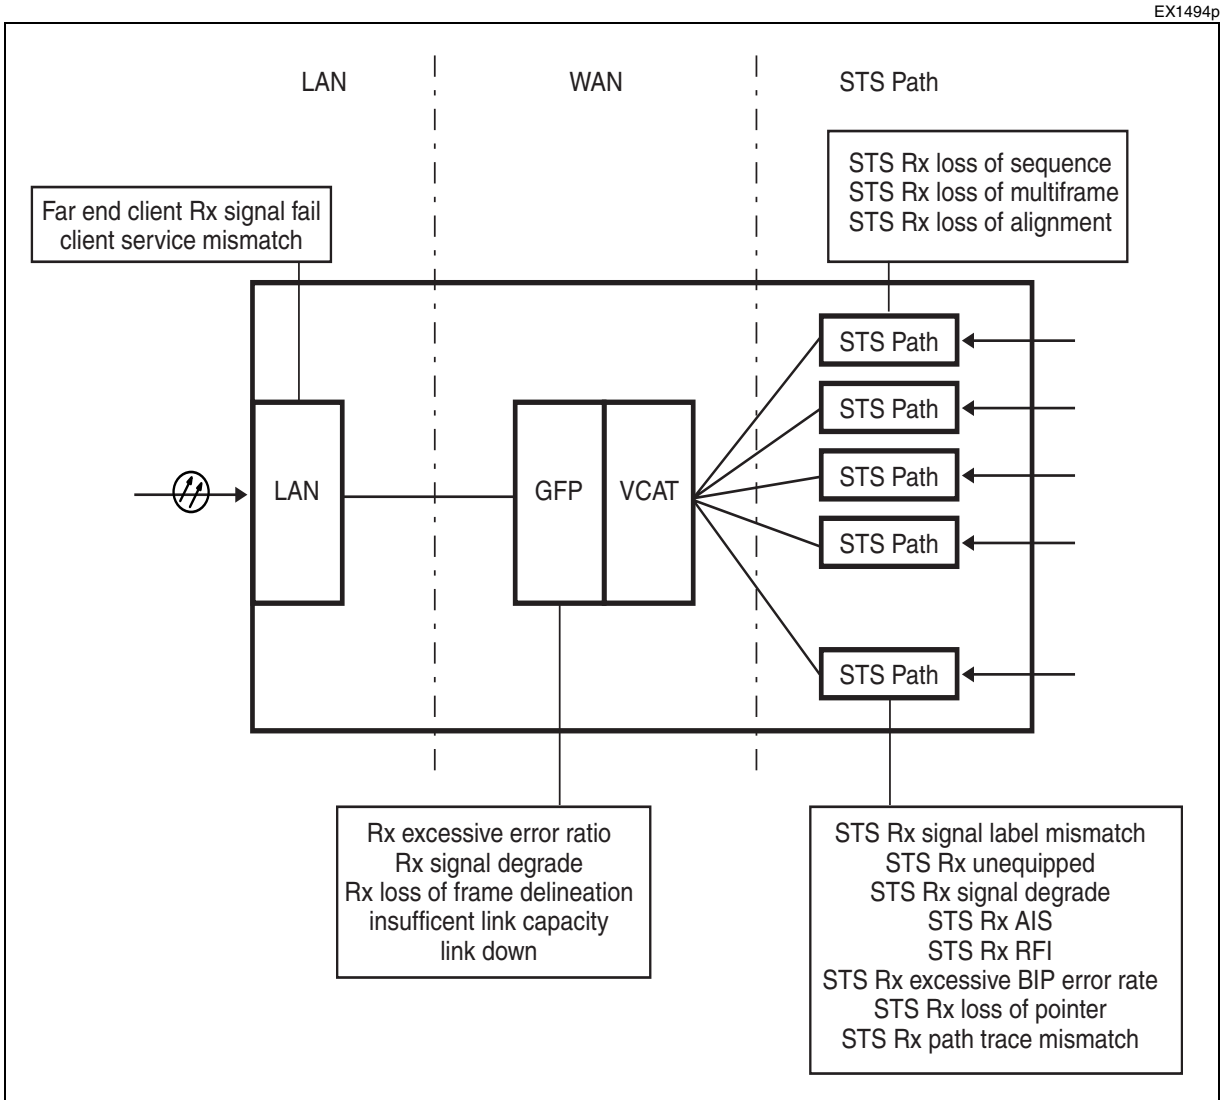 EX1494p
LAN
WAN
STS Path
STS Rx loss of sequence
STS Rx loss of multiframe
STS Rx loss of alignment
Far end client Rx signal fail
client service mismatch
STS Path
STS Path
STS Path
STS Path
LAN
GFP
VCAT
STS Path
Rx excessive error ratio
Rx signal degrade
Rx loss of frame delineation
insufficent link capacity
link down
STS Rx signal label mismatch
STS Rx unequipped
STS Rx signal degrade
STS Rx AIS
STS Rx RFI
STS Rx excessive BIP error rate
STS Rx loss of pointer
STS Rx path trace mismatch